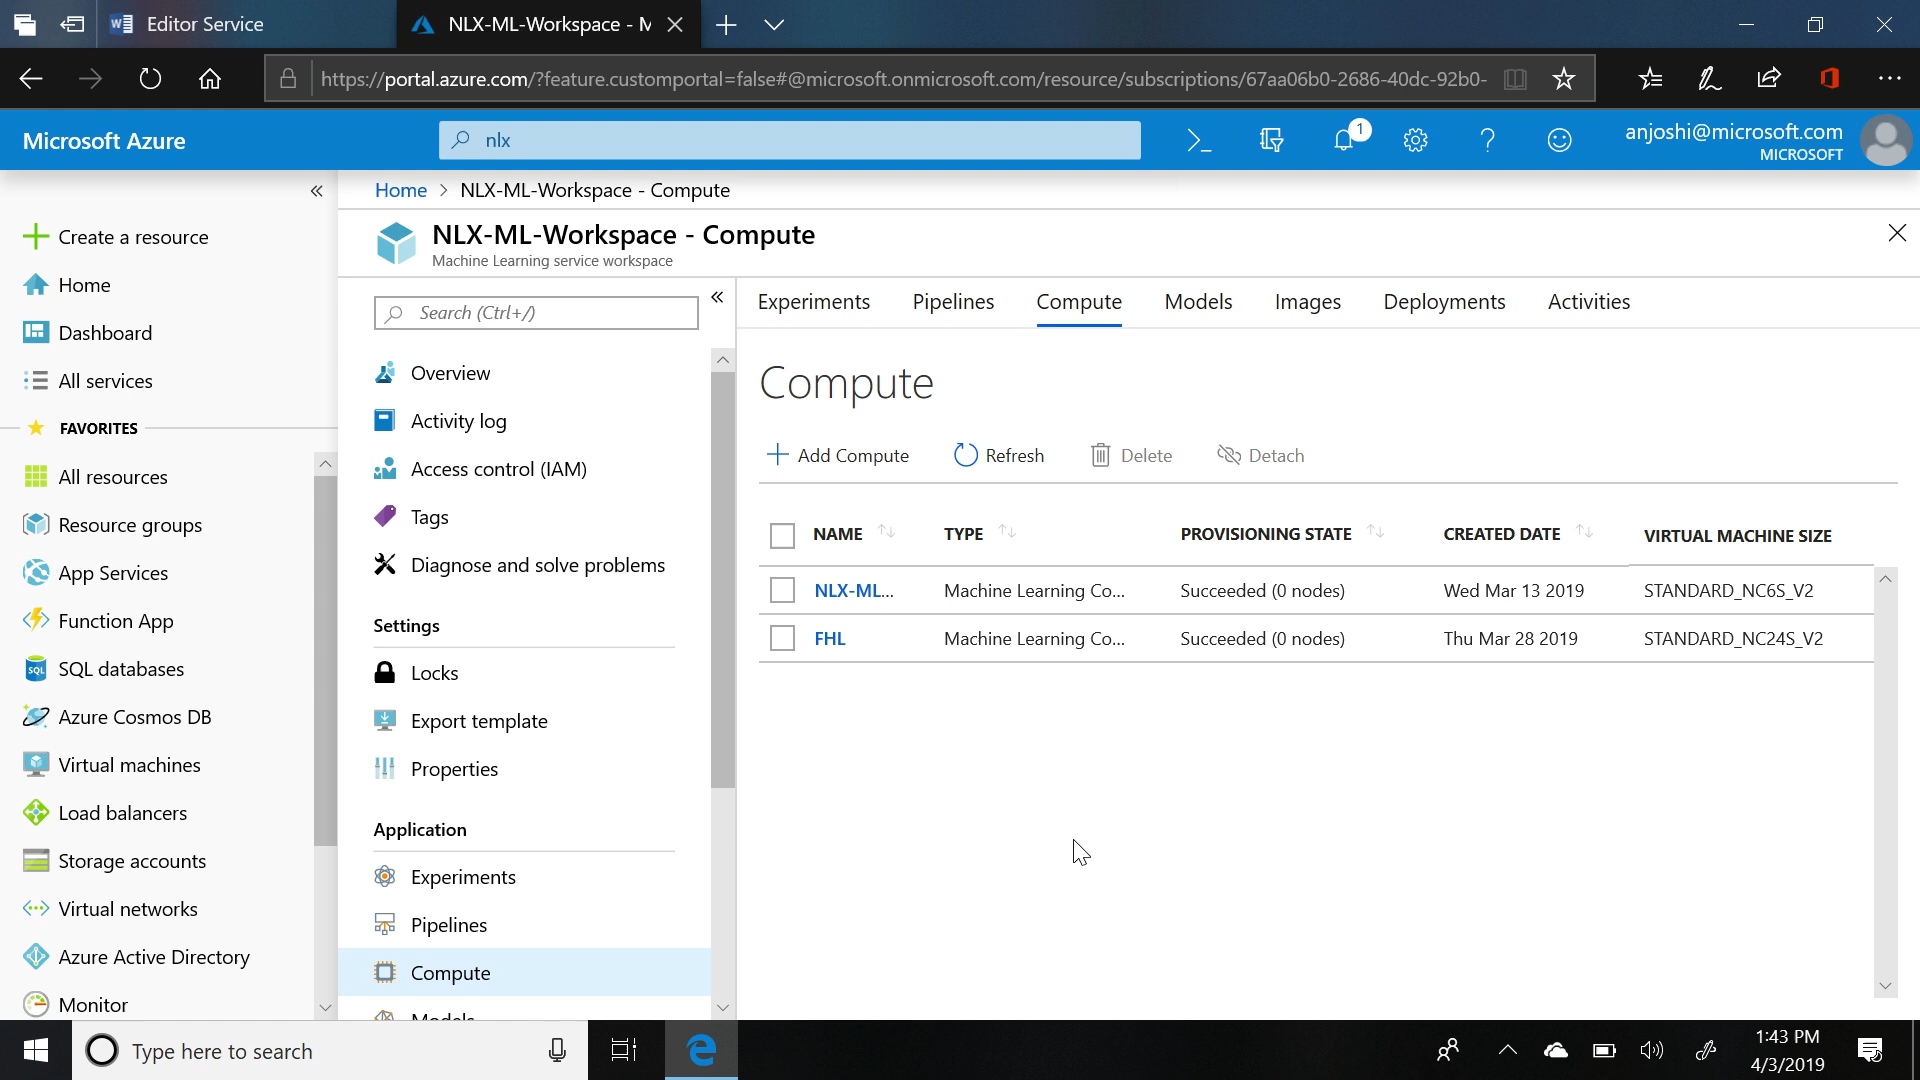 Editor Service
NLX-ML-Workspace - M
https://portal.azure.com/?feature.customportal=false#@microsoft.onmicrosoft.com/resource/subscriptions/67aa06b0-2686-40dc-92b0-
Microsoft Azure
nlx
1
anjoshi@microsoft.com
MICROSOFT
Create a resource
Home
Dashboard
All services
FAVORITES
All resources
Resource groups
App Services
Function App
SQL databases
Azure Cosmos DB
Virtual machines
Load balancers
Storage accounts
Virtual networks
Azure Active Directory
Monitor
Home > NLX-ML-Workspace - Compute
NLX-ML-Workspace - Compute
Machine Learning service workspace
Search (Ctrl+/)
Overview
Activity log
Access control (IAM)
Tags
Diagnose and solve problems
Settings
Locks
Export template
Properties
Application
Experiments
Pipelines
Compute
Models
Experiments Pipelines Compute Models Images Deployments Activities
Compute
Add Compute Refresh Delete Detach
NAME TYPE PROVISIONING STATE CREATED DATE VIRTUAL MACHINE SIZE
NLX-ML... Machine Learning Co... Succeeded (0 nodes) Wed Mar 13 2019 STANDARD_NC6S_V2
FHL Machine Learning Co... Succeeded (0 nodes) Thu Mar 28 2019 STANDARD_NC24S_V2
Type here to search
1:43 PM
4/3/2019